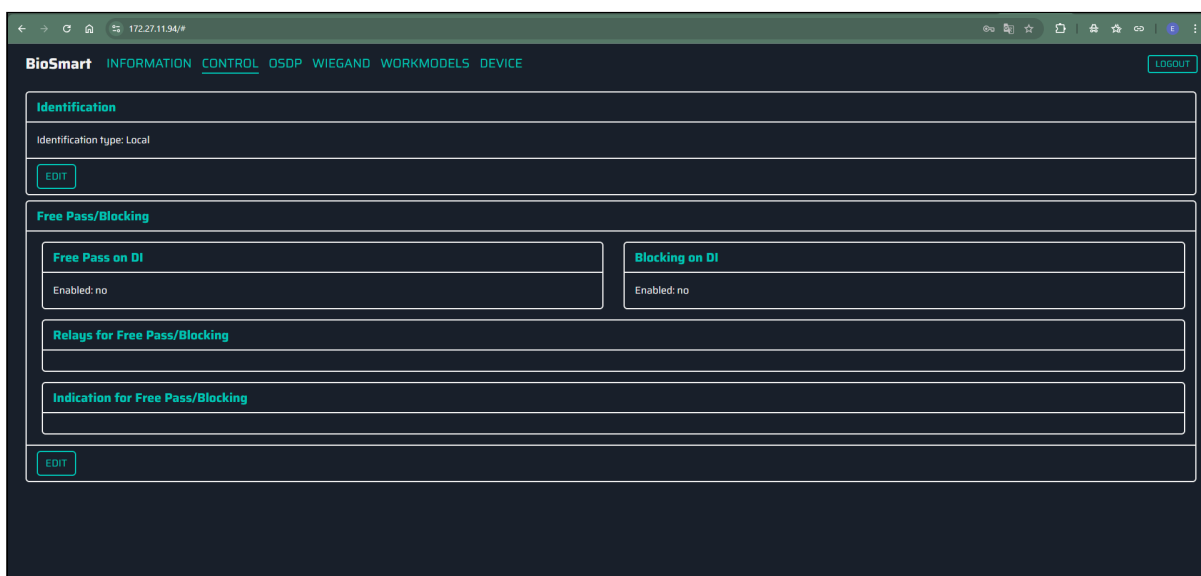 172.27.11.94/#
E
BioSmart INFORMATION CONTROL OSDP WIEGAND WORKMODELS DEVICE LOGOUT
Identification
Identification type: Local
EDIT
Free Pass/Blocking
Free Pass on DI
Enabled: no
Blocking on DI
Enabled: no
Relays for Free Pass/Blocking
Indication for Free Pass/Blocking
EDIT